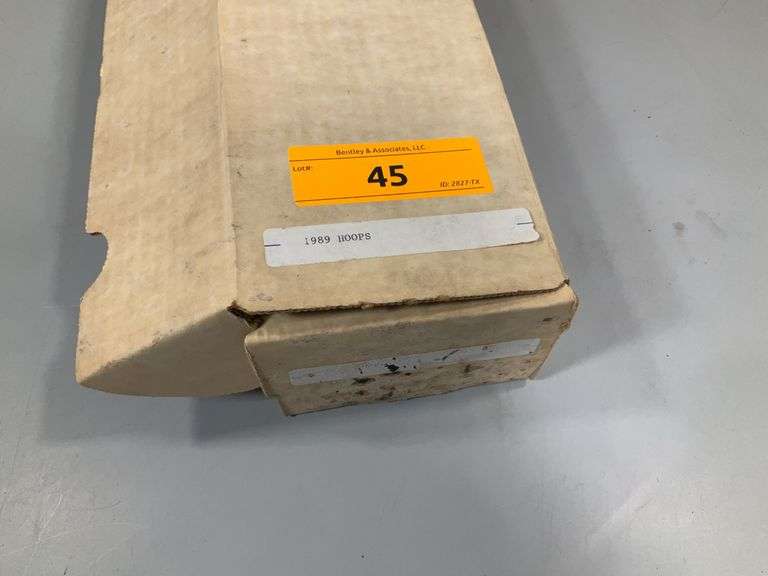 Bentley & Associates, LLC
Lot#:
45
ID: 2827-TX
1989 HOOPS